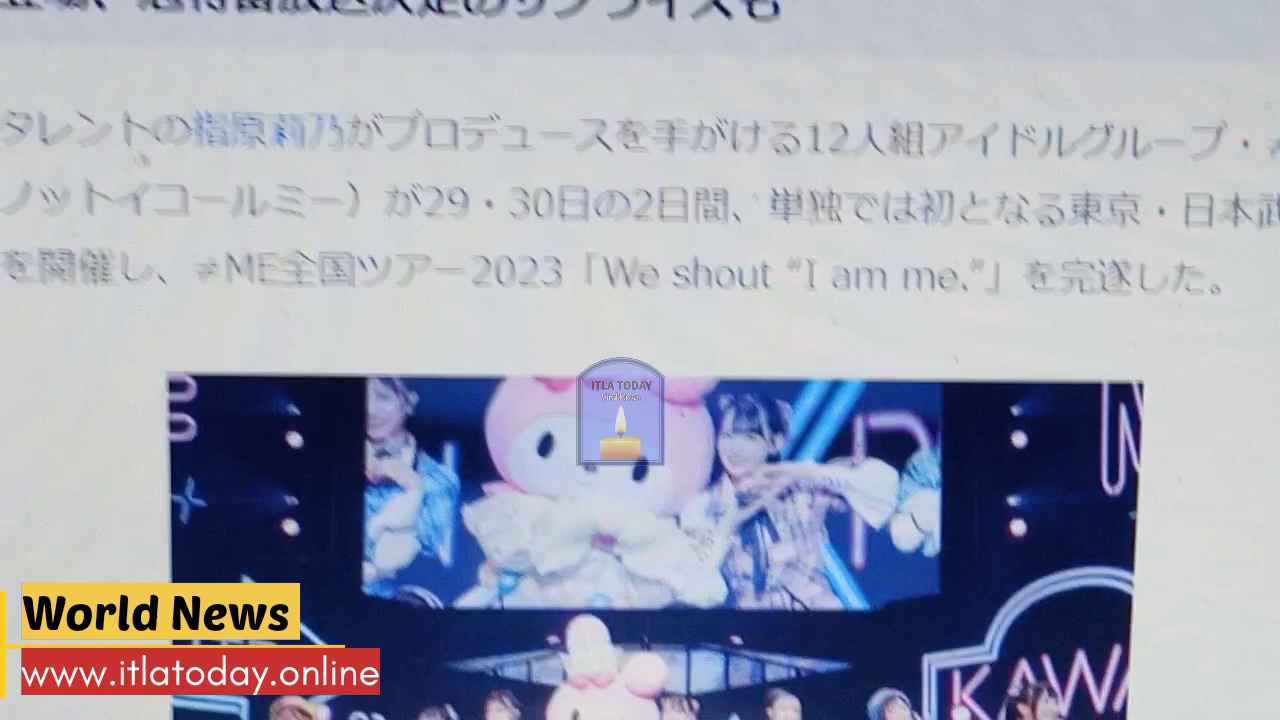 タレントの指原莉乃がプロデュースを手がける12人組アイドルグループ・
ノットイコールミー）が29・30日の2日間、単独では初となる東京・日本武
を開催し、≠ME全国ツアー2023「We shout “I am me.”」を完遂した。
ITLA TODAY
Viral News
KAWA
World News
www.itlatoday.online